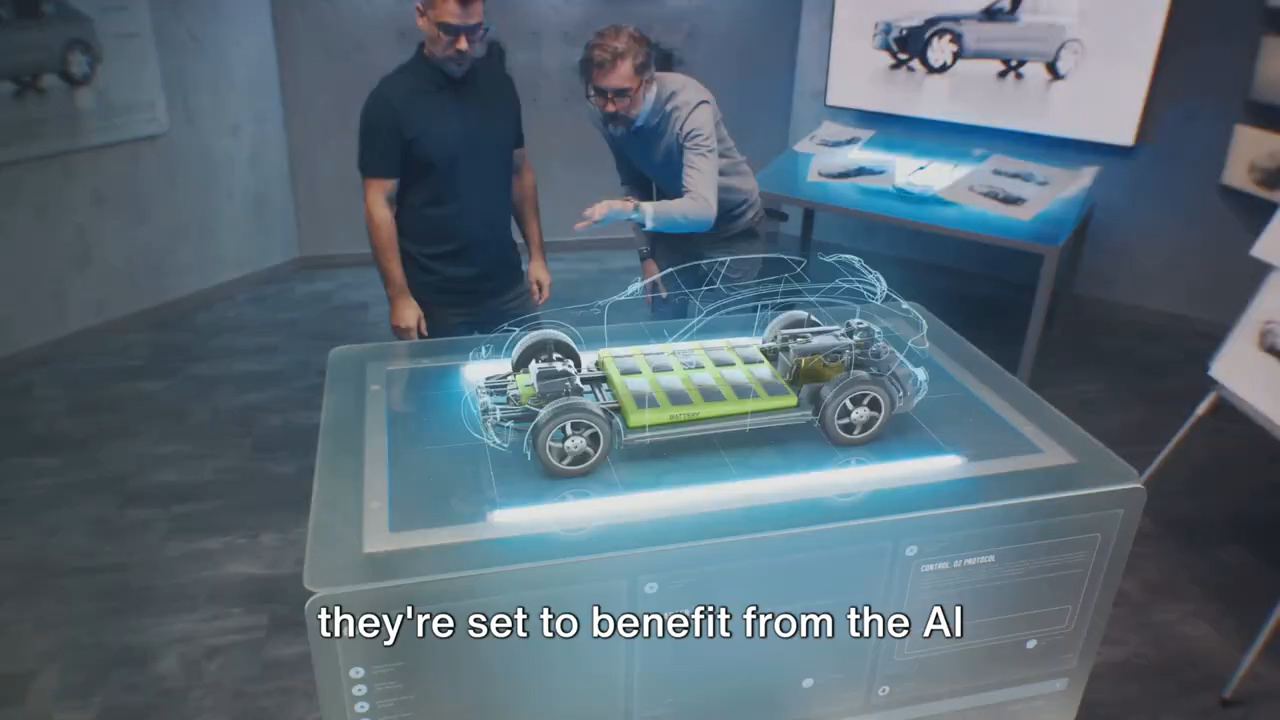 BATTERY
CONTROL. 02 PROTOCOL
they're set to benefit from the AI